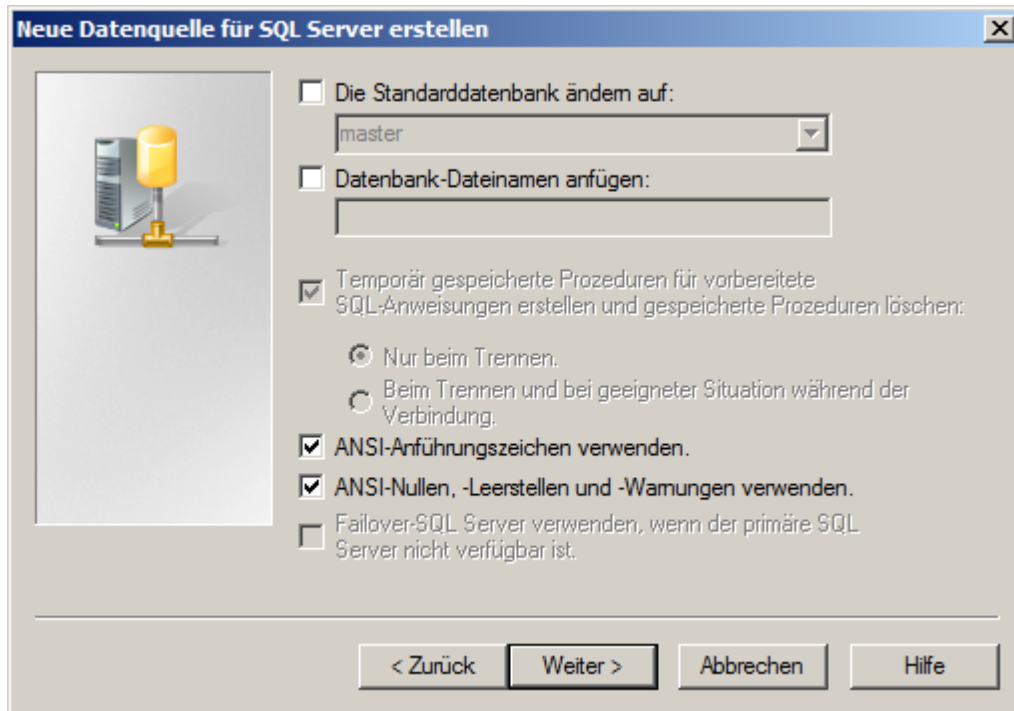 Neue Datenquelle für SQL Server erstellen
Die Standarddatenbank ändern auf:
master
Datenbank-Dateinamen anfügen:
Temporär gespeicherte Prozeduren für vorbereitete
SQL-Anweisungen erstellen und gespeicherte Prozeduren löschen:
Nur beim Trennen.
Beim Trennen und bei geeigneter Situation während der
Verbindung.
ANSI-Anführungszeichen verwenden.
ANSI-Nullen, -Leerstellen und -Warnungen verwenden.
Failover-SQL Server verwenden, wenn der primäre SQL
Server nicht verfügbar ist.
< Zurück Weiter > Abbrechen Hilfe